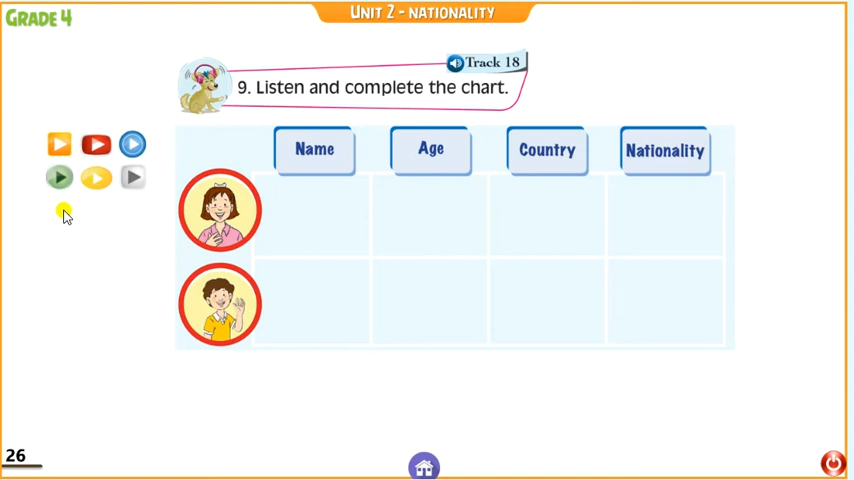 GRADE 4
UNIT 2 - NATIONALITY
Track 18
9. Listen and complete the chart.
Name Age Country Nationality
26